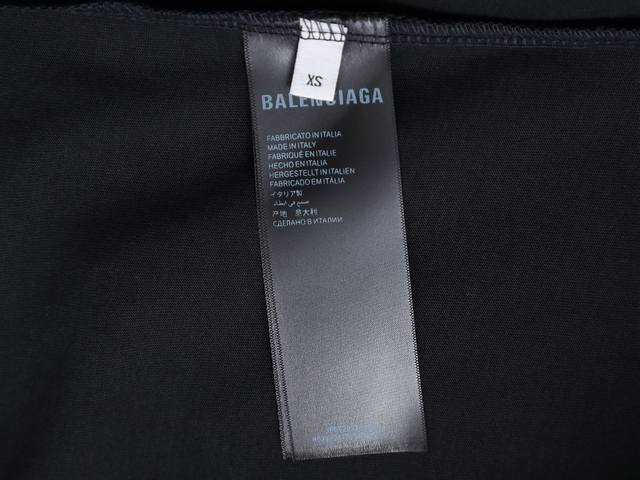 XS
BALENCIAGA
FABBRICATO IN ITALIA
MADE IN ITALY
FABRIQUÉ EN ITALIE
HECHO EN ITALIA
HERGESTELLT IN ITALIEN
FABRICADO EM ITÁLIA
イタリア製
صنع في إيطاليا
产地 意大利
СДЕЛАНО В ИТАЛИИ